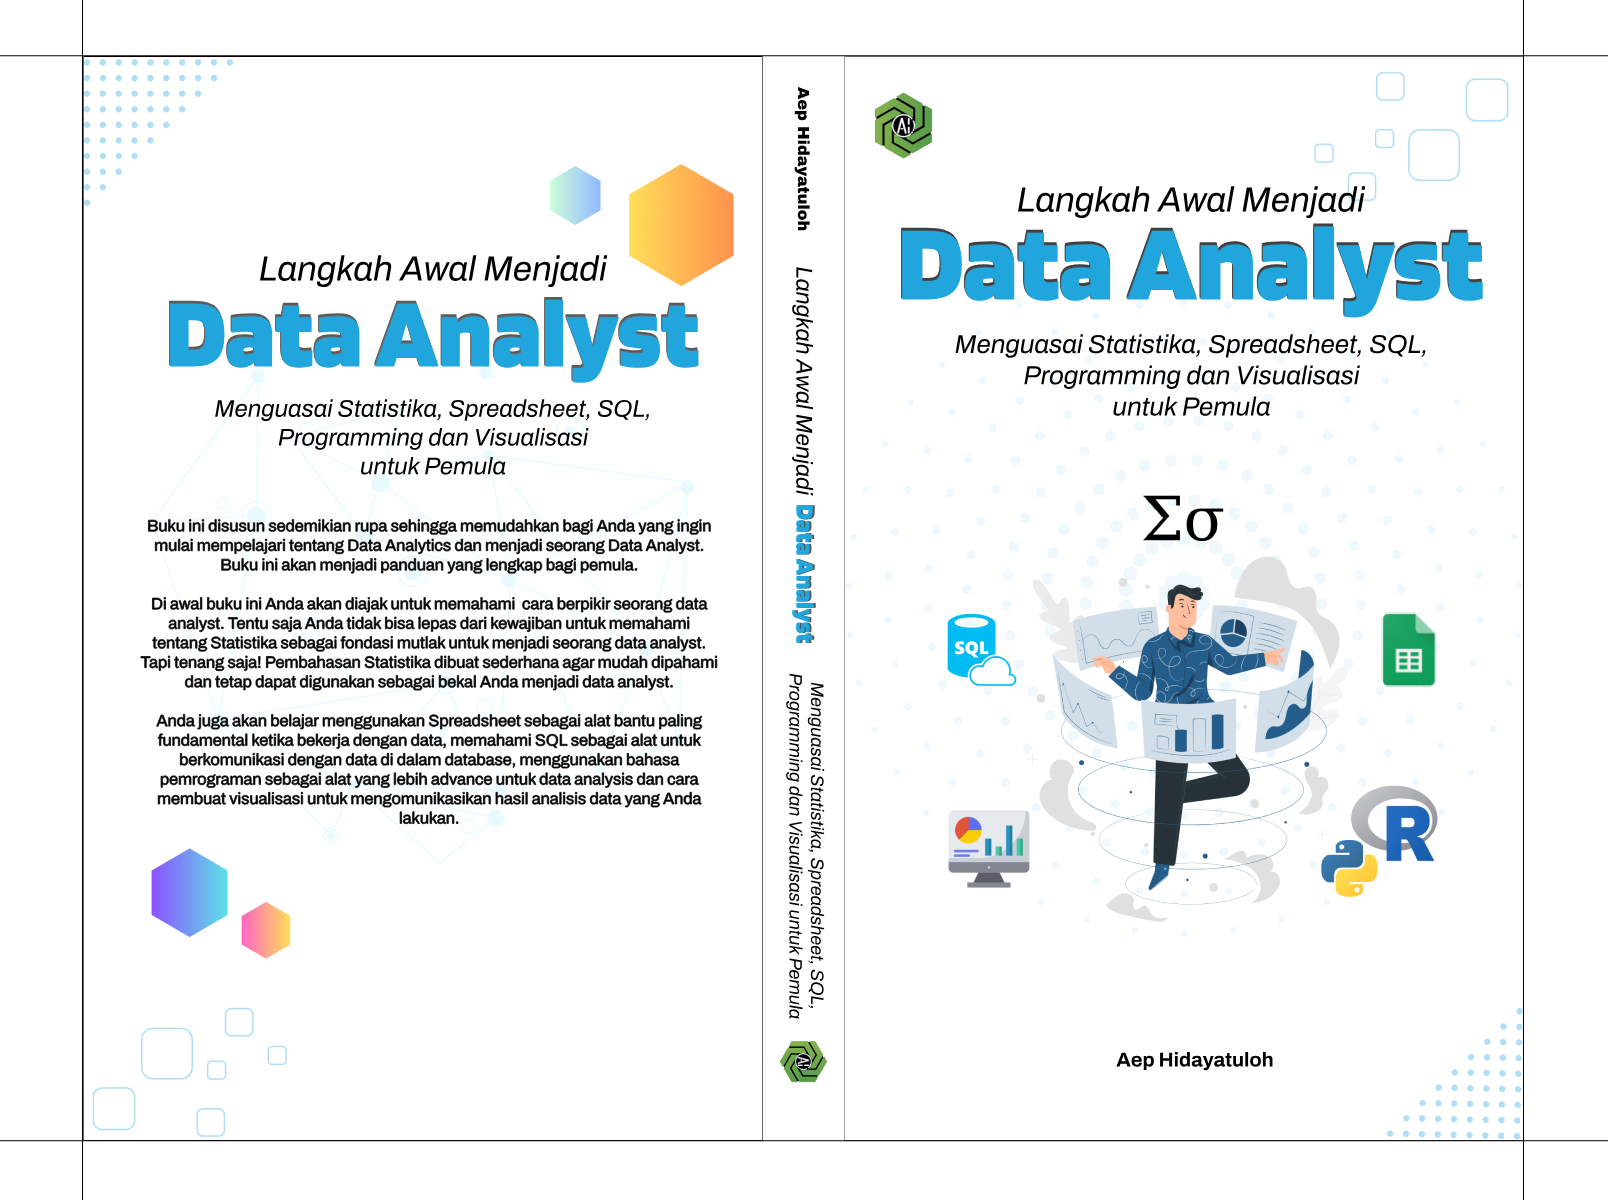 Langkah Awal Menjadi
Data Analyst
Menguasai Statistika, Spreadsheet, SQL,
Programming dan Visualisasi
untuk Pemula
Buku ini disusun sedemikian rupa sehingga memudahkan bagi Anda yang ingin
mulai mempelajari tentang Data Analytics dan menjadi seorang Data Analyst.
Buku ini akan menjadi panduan yang lengkap bagi pemula.
Di awal buku ini Anda akan diajak untuk memahami  cara berpikir seorang data
analyst. Tentu saja Anda tidak bisa lepas dari kewajiban untuk memahami
tentang Statistika sebagai fondasi mutlak untuk menjadi seorang data analyst.
Tapi tenang saja! Pembahasan Statistika dibuat sederhana agar mudah dipahami
dan tetap dapat digunakan sebagai bekal Anda menjadi data analyst.
Anda juga akan belajar menggunakan Spreadsheet sebagai alat bantu paling
fundamental ketika bekerja dengan data, memahami SQL sebagai alat untuk
berkomunikasi dengan data di dalam database, menggunakan bahasa
pemrograman sebagai alat yang lebih advance untuk data analysis dan cara
membuat visualisasi untuk mengomunikasikan hasil analisis data yang Anda
lakukan.
Aep Hidayatuloh
Langkah Awal Menjadi Data Analyst
Menguasai Statistika, Spreadsheet, SQL,
Programming dan Visualisasi untuk Pemula
AH
AH
Langkah Awal Menjadi
Data Analyst
Menguasai Statistika, Spreadsheet, SQL,
Programming dan Visualisasi
untuk Pemula
Σσ
SQL
R
Aep Hidayatuloh